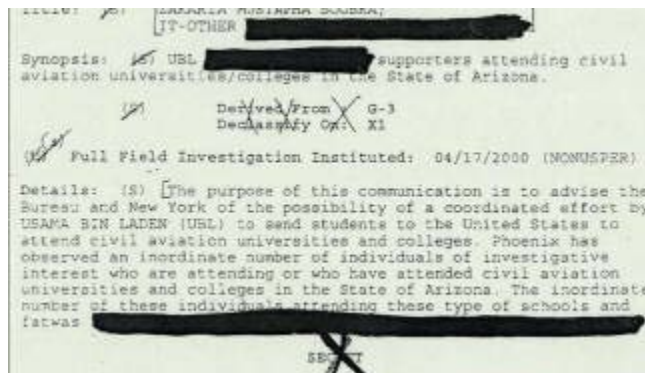 ZAKARIA MUSTAPHA SOUBRA;
IT-OTHER
Synopsis: (S) UBL supporters attending civil
aviation universities/colleges in the State of Arizona.
(S) Derived From : G-3
Declassify On: X1
Full Field Investigation Instituted: 04/17/2000 (NONUSPER)
Details: (S) [The purpose of this communication is to advise the
Bureau and New York of the possibility of a coordinated effort by
USAMA BIN LADEN (UBL) to send students to the United States to
attend civil aviation universities and colleges. Phoenix has
observed an inordinate number of individuals of investigative
interest who are attending or who have attended civil aviation
universities and colleges in the State of Arizona. The inordinate
number of these individuals attending these type of schools and
fatwas
SECRET